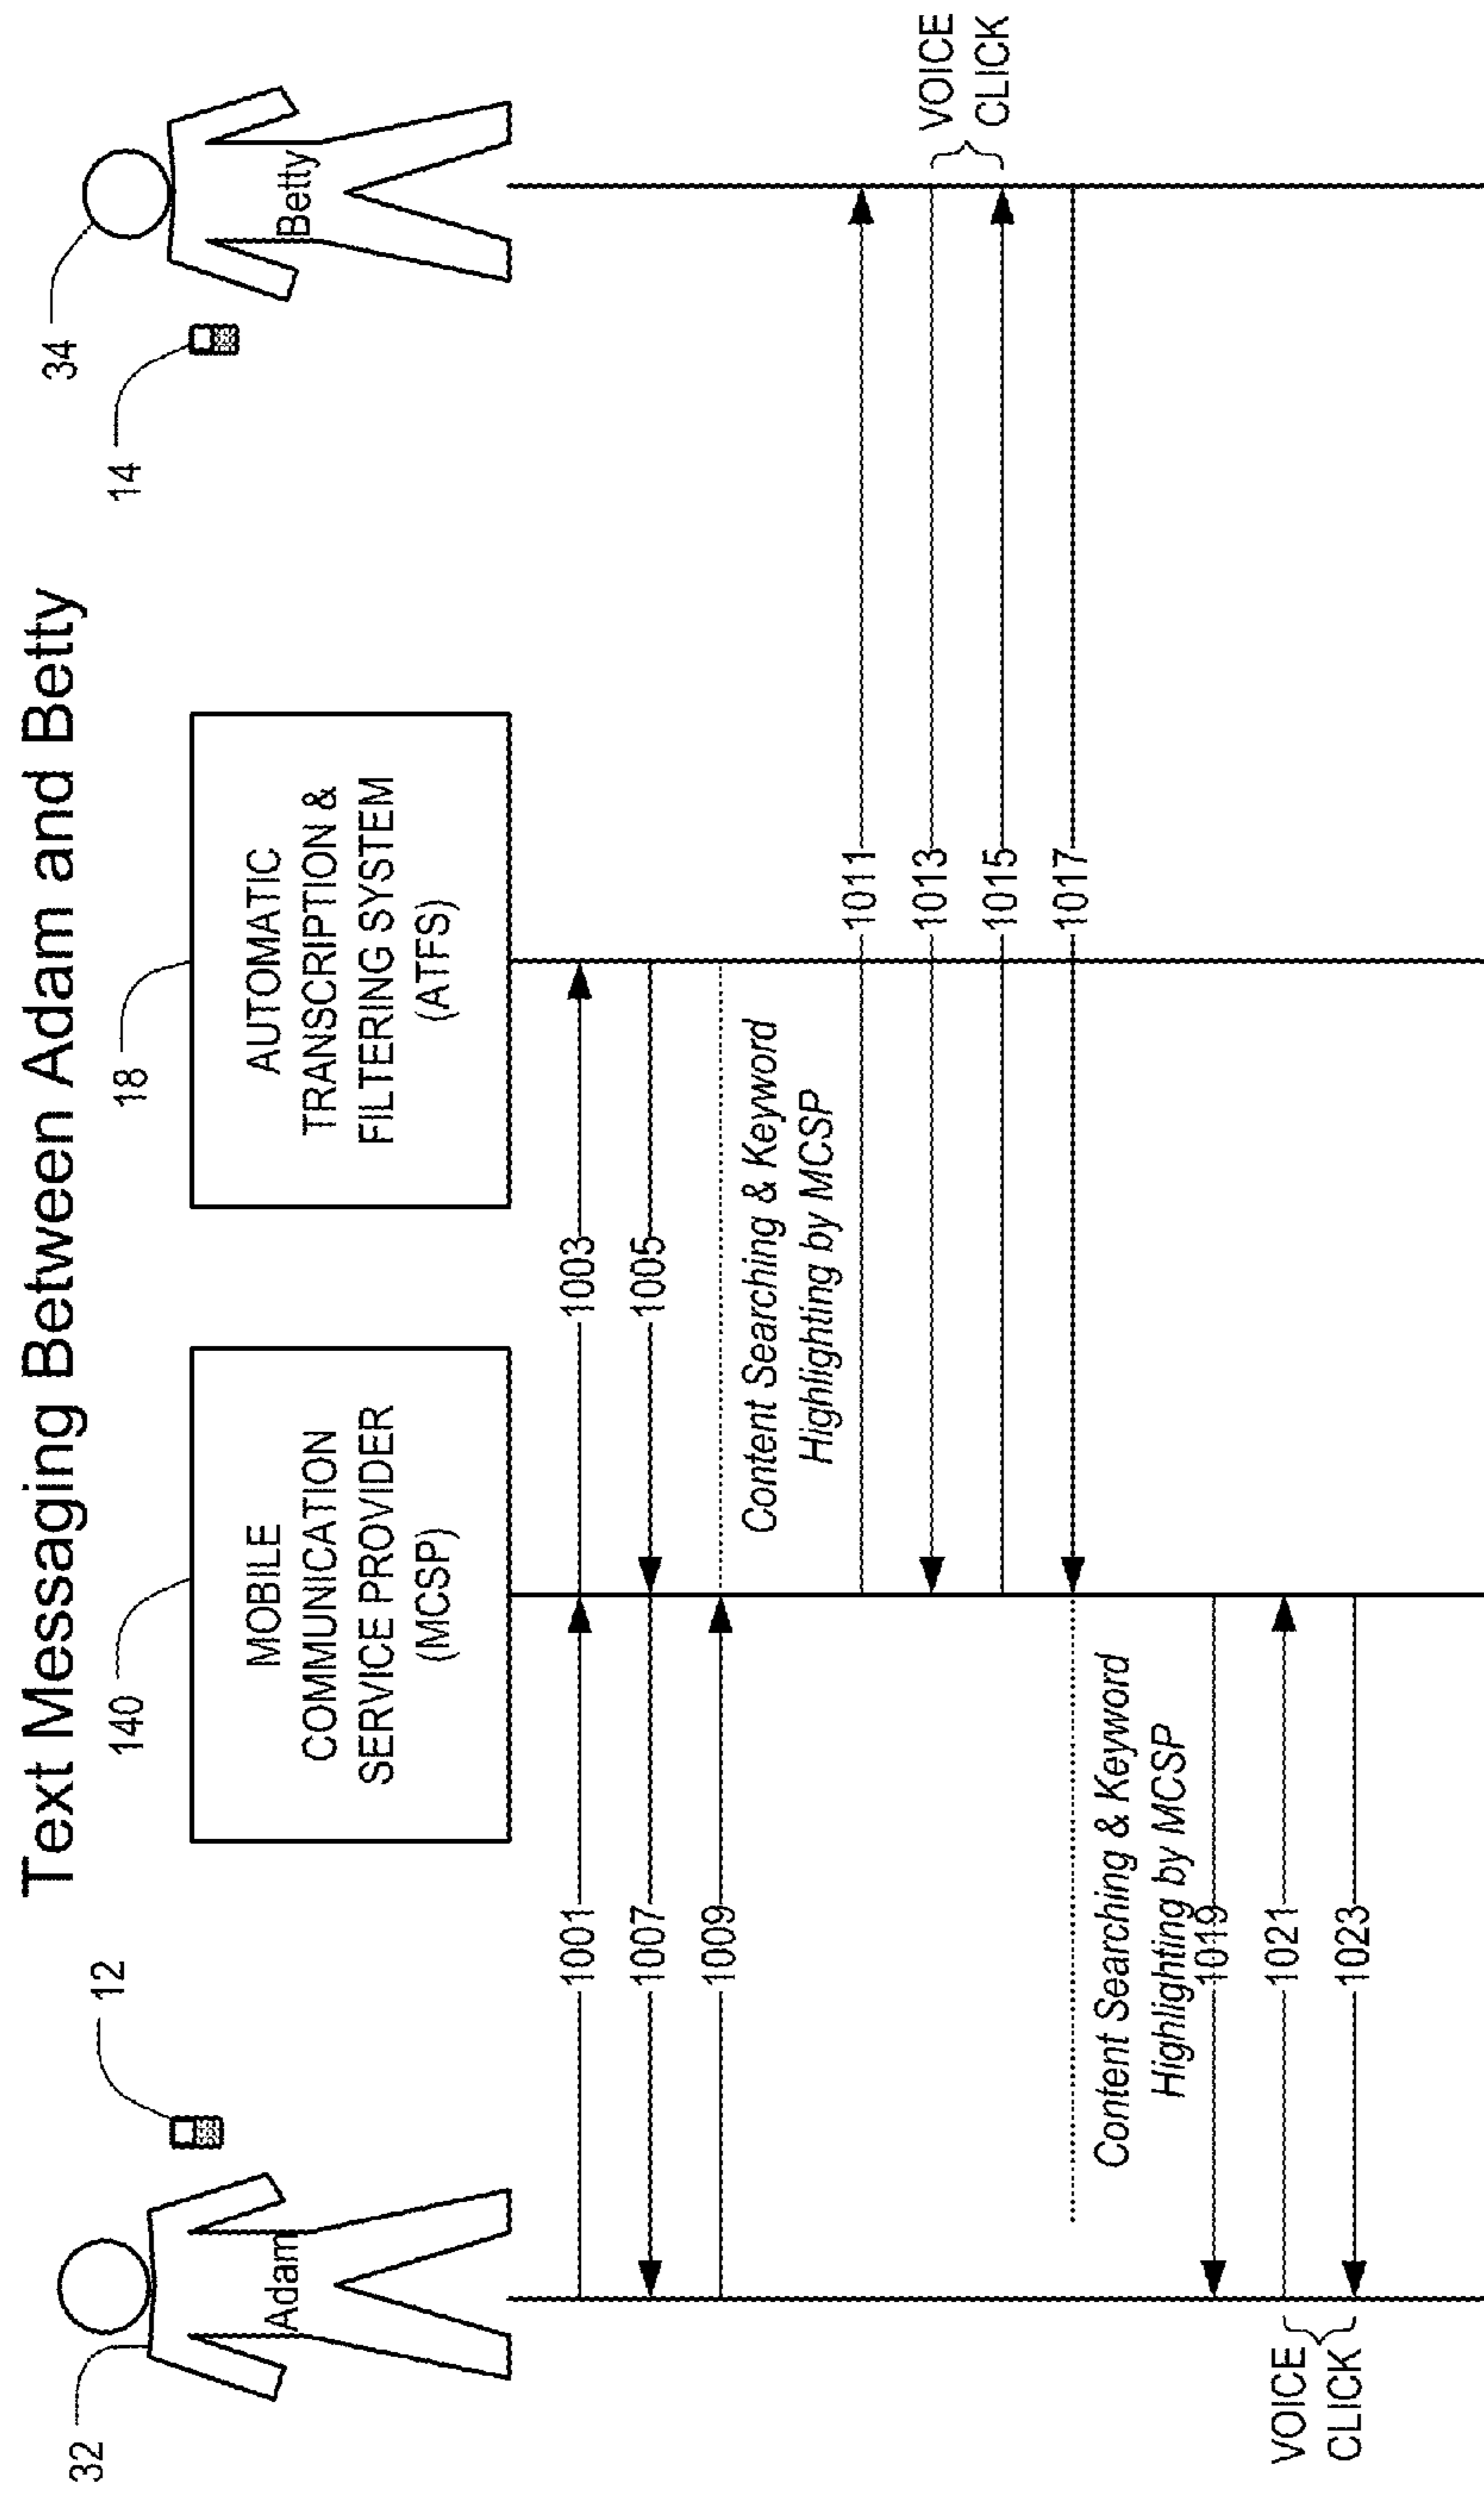 Text Messaging Between Adam and Betty
32
12
140
18
14
34
Adam
MOBILE
COMMUNICATION
SERVICE PROVIDER
(MCSP)
AUTOMATIC
TRANSCRIPTION &
FILTERING SYSTEM
(ATFS)
Betty
1001
1003
1007
1005
1009
Content Searching & Keyword
Highlighting by MCSP
1011
1013
VOICE
CLICK
1015
1017
Content Searching & Keyword
Highlighting by MCSP
1019
1021
VOICE
CLICK
1023